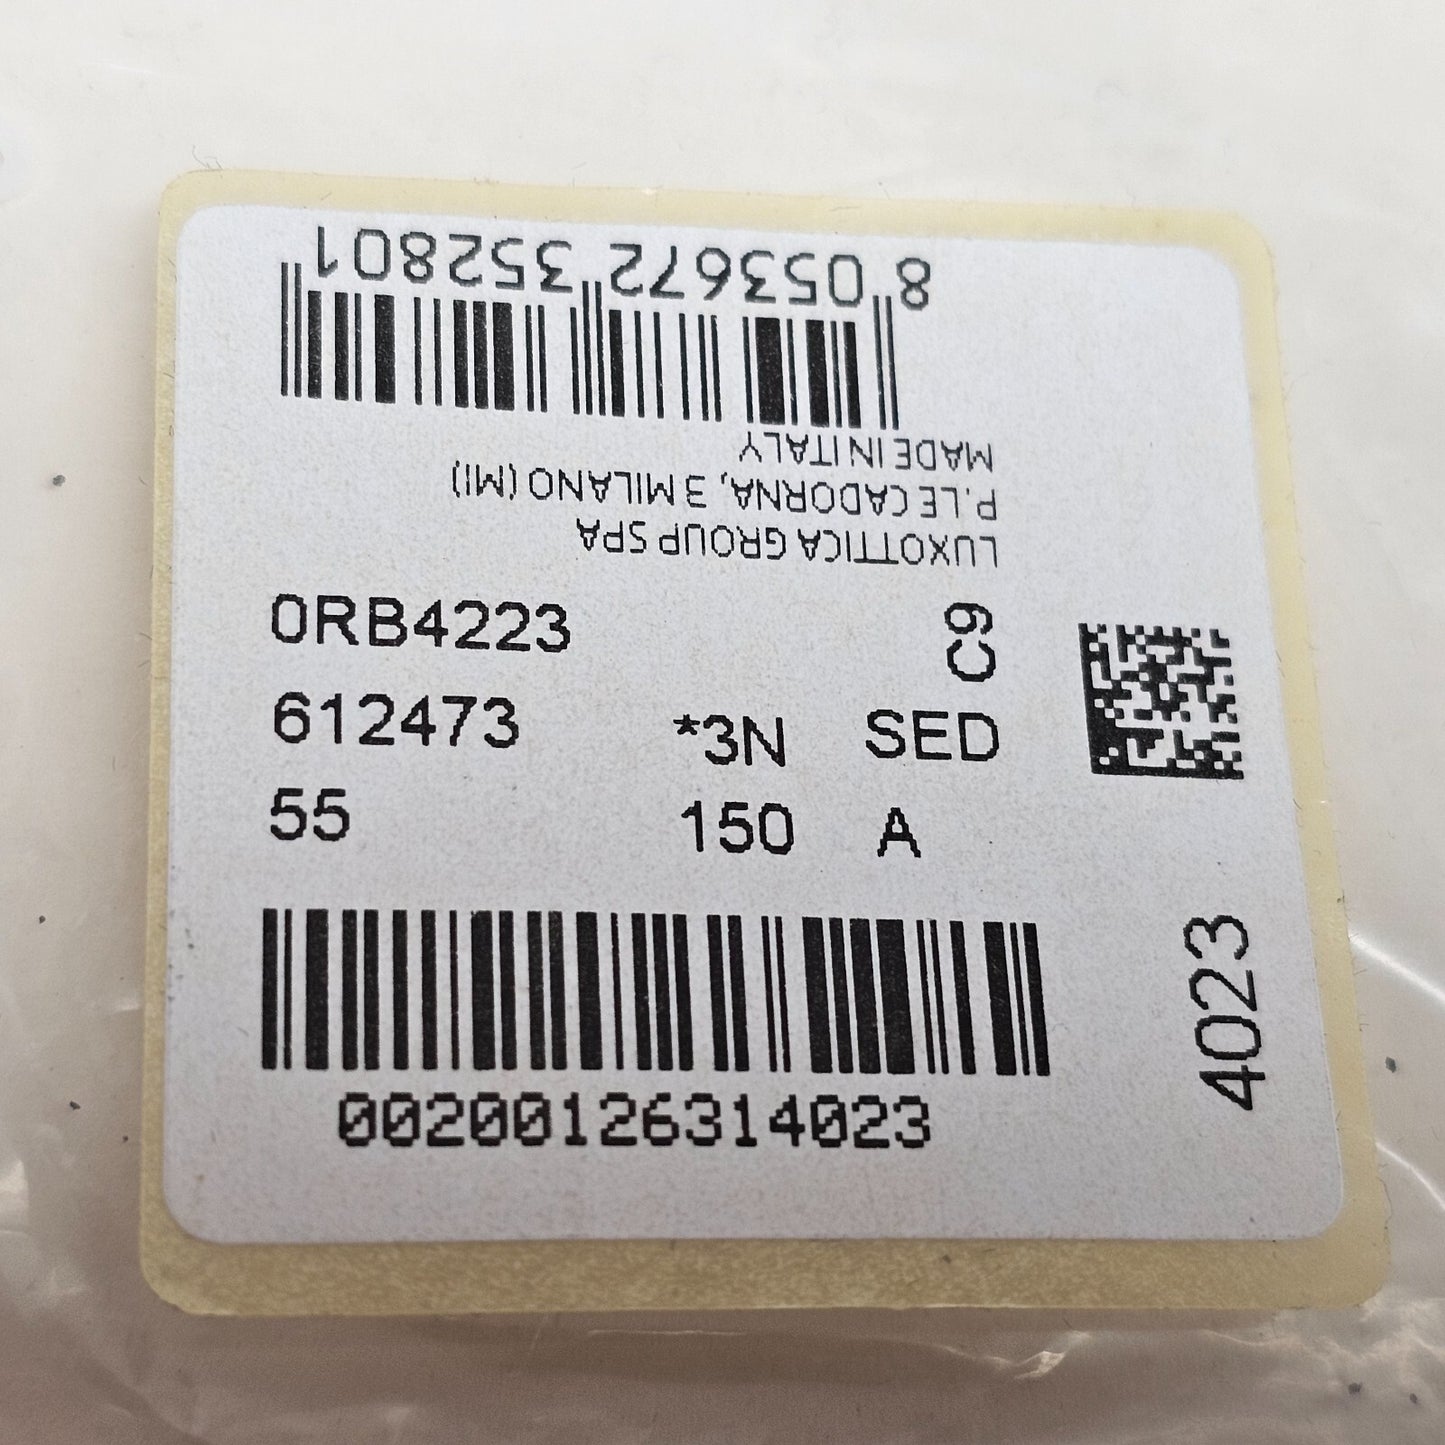 8 053672 352801
MADE IN ITALY
P.LE CADORNA, 3 MILANO (MI)
LUXOTTICA GROUP SPA
0RB4223
C9
612473 *3N SED
55 150 A
4023
00200126314023